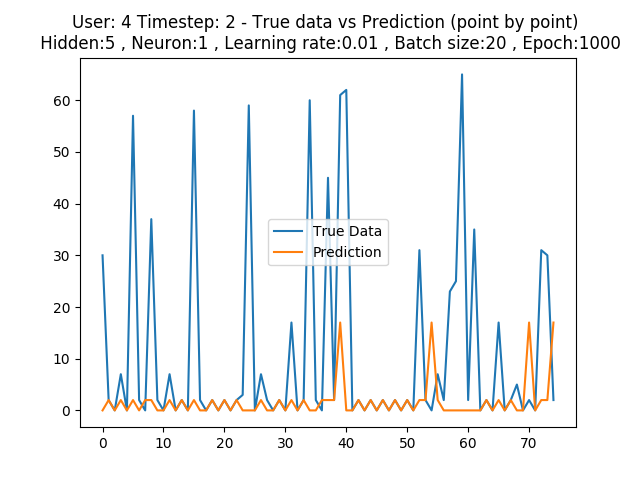 User: 4 Timestep: 2 - True data vs Prediction (point by point)
Hidden:5 , Neuron:1 , Learning rate:0.01 , Batch size:20 , Epoch:1000
60
50
40
30
20
10
0
True Data
Prediction
0 10 20 30 40 50 60 70